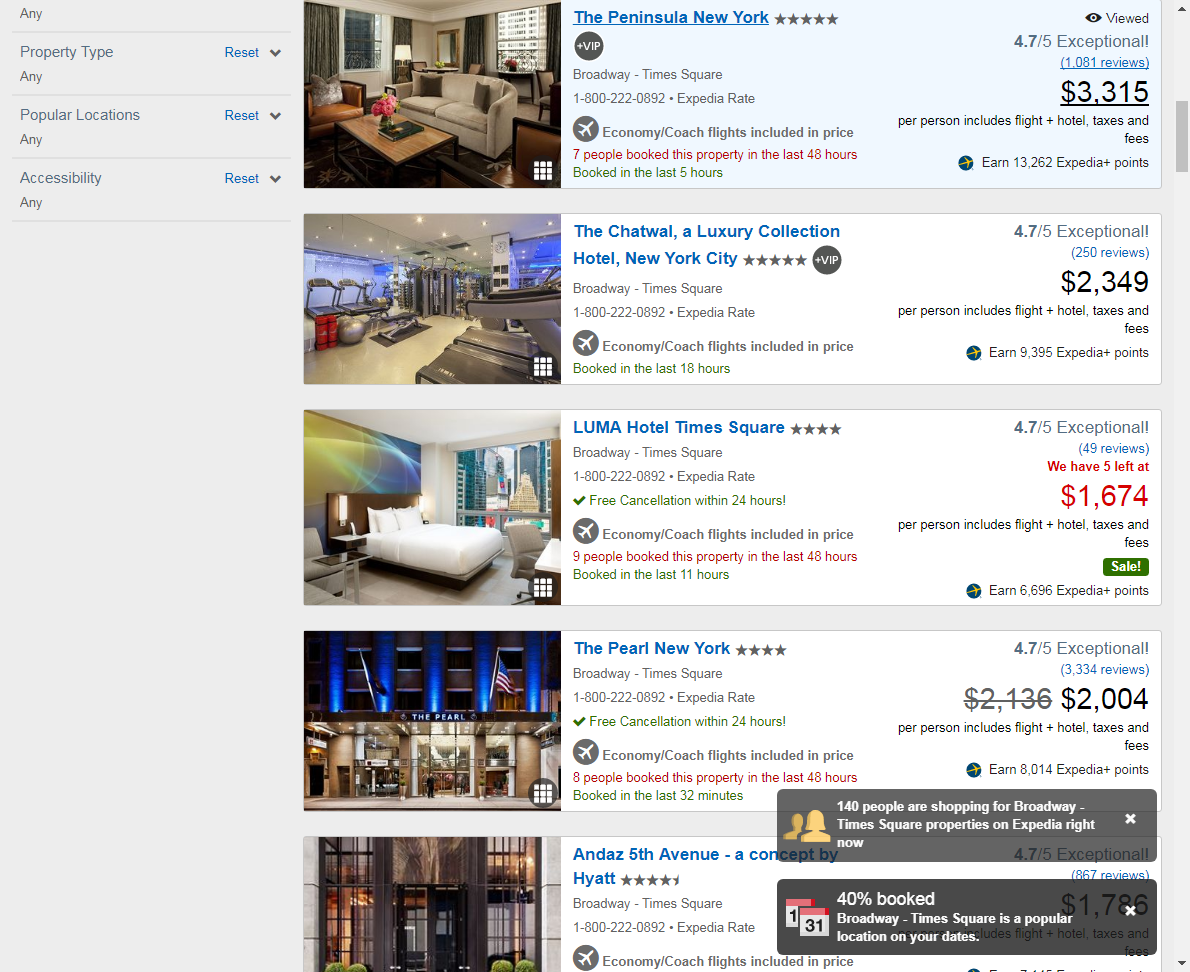 Any
Property Type Reset
Any
Popular Locations Reset
Any
Accessibility Reset
Any
The Peninsula New York
+VIP
Broadway - Times Square
1-800-222-0892 • Expedia Rate
Economy/Coach flights included in price
7 people booked this property in the last 48 hours
Booked in the last 5 hours
Viewed
4.7/5 Exceptional!
(1,081 reviews)
$3,315
per person includes flight + hotel, taxes and
fees
Earn 13,262 Expedia+ points
The Chatwal, a Luxury Collection
Hotel, New York City +VIP
Broadway - Times Square
1-800-222-0892 • Expedia Rate
Economy/Coach flights included in price
Booked in the last 18 hours
4.7/5 Exceptional!
(250 reviews)
$2,349
per person includes flight + hotel, taxes and
fees
Earn 9,395 Expedia+ points
LUMA Hotel Times Square
Broadway - Times Square
1-800-222-0892 • Expedia Rate
Free Cancellation within 24 hours!
Economy/Coach flights included in price
9 people booked this property in the last 48 hours
Booked in the last 11 hours
4.7/5 Exceptional!
(49 reviews)
We have 5 left at
$1,674
per person includes flight + hotel, taxes and
fees
Sale!
Earn 6,696 Expedia+ points
THE PEARL
The Pearl New York
Broadway - Times Square
1-800-222-0892 • Expedia Rate
Free Cancellation within 24 hours!
Economy/Coach flights included in price
8 people booked this property in the last 48 hours
Booked in the last 32 minutes
4.7/5 Exceptional!
(3,334 reviews)
$2,136 $2,004
per person includes flight + hotel, taxes and
fees
Earn 8,014 Expedia+ points
Andaz 5th Avenue - a concept by
Hyatt
Broadway - Times Square
1-800-222-0892 • Expedia Rate
Economy/Coach flights included in price
4.7/5 Exceptional!
(867 reviews)
$1,786
and
fees
140 people are shopping for Broadway -
Times Square properties on Expedia right
now
1 31
40% booked
Broadway - Times Square is a popular
location on your dates.